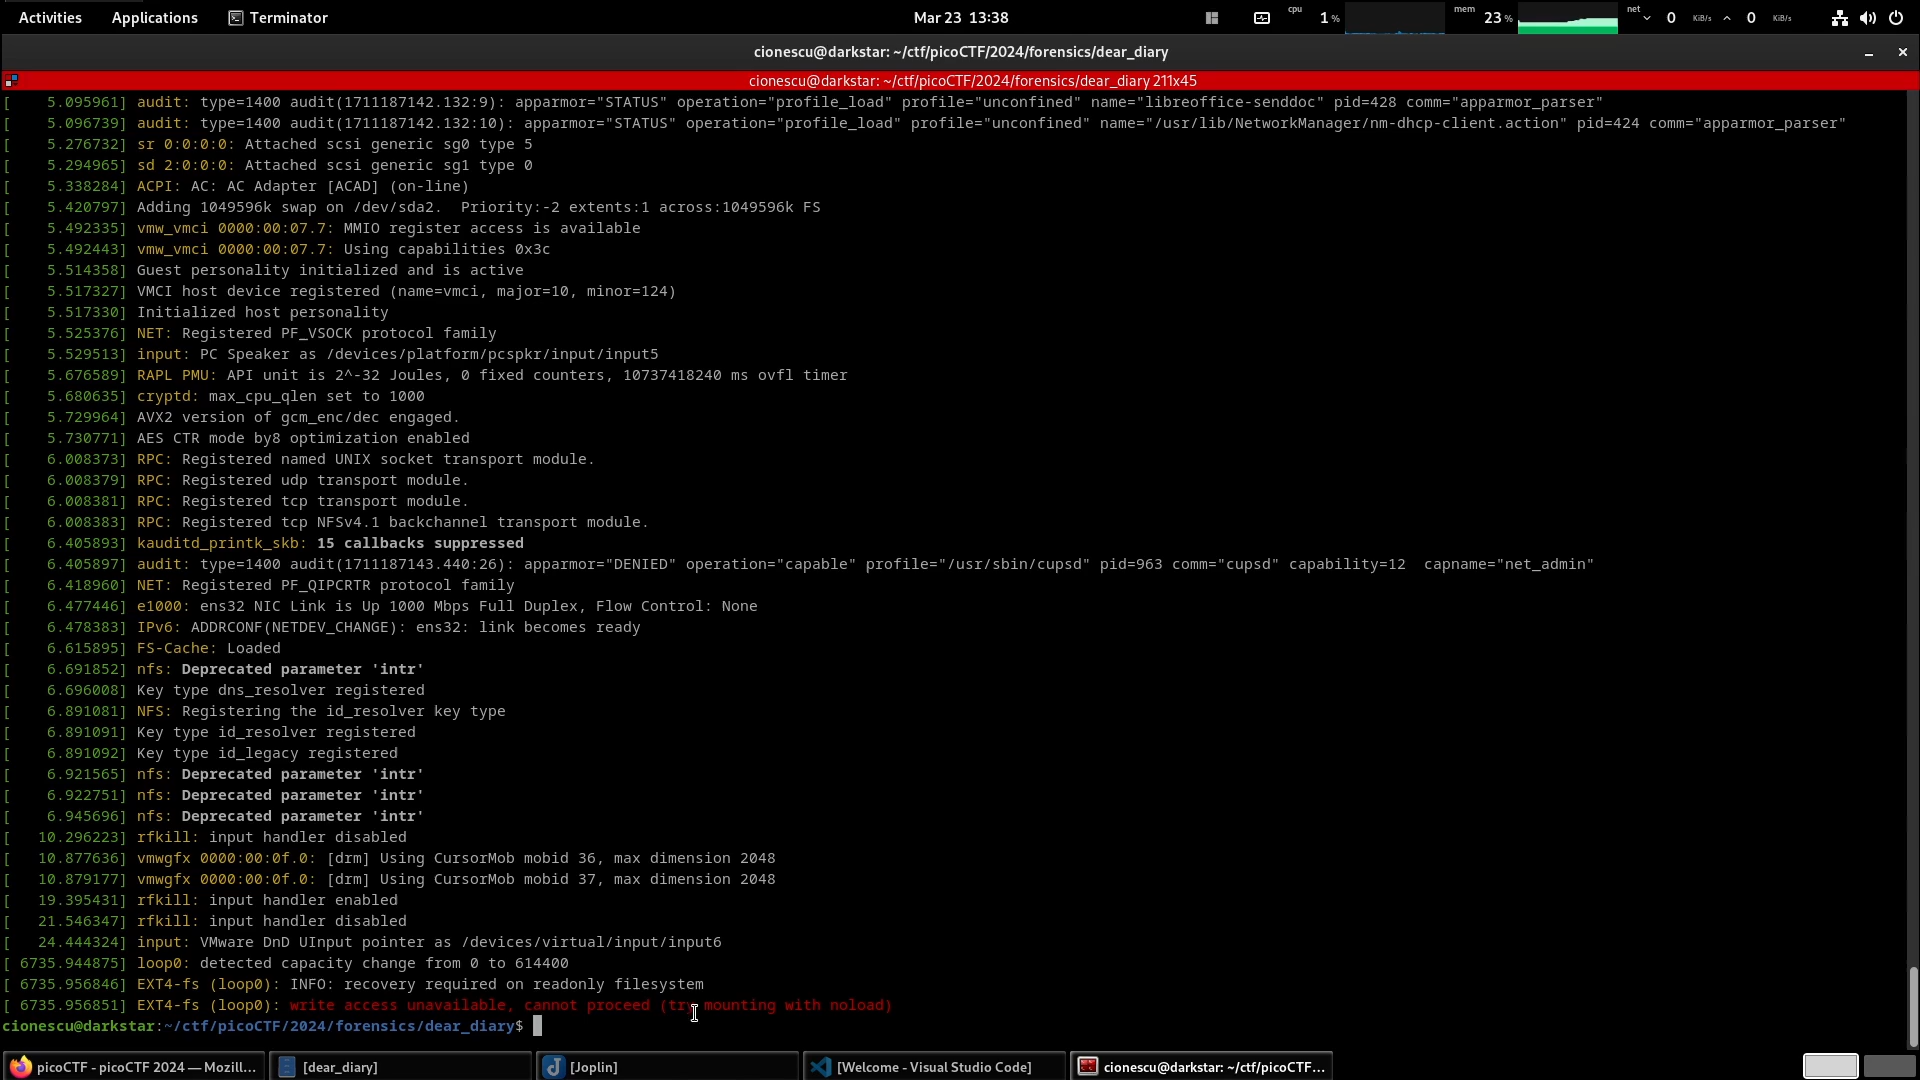 Activities Applications Terminator Mar 23 13:38 cpu 1 % mem 23 % net 0 KiB/s 0 KiB/s
cionescu@darkstar: ~/ctf/picoCTF/2024/forensics/dear_diary
cionescu@darkstar: ~/ctf/picoCTF/2024/forensics/dear_diary 211x45
[    5.095961] audit: type=1400 audit(1711187142.132:9): apparmor="STATUS" operation="profile_load" profile="unconfined" name="libreoffice-senddoc" pid=428 comm="apparmor_parser"
[    5.096739] audit: type=1400 audit(1711187142.132:10): apparmor="STATUS" operation="profile_load" profile="unconfined" name="/usr/lib/NetworkManager/nm-dhcp-client.action" pid=424 comm="apparmor_parser"
[    5.276732] sr 0:0:0:0: Attached scsi generic sg0 type 5
[    5.294965] sd 2:0:0:0: Attached scsi generic sg1 type 0
[    5.338284] ACPI: AC: AC Adapter [ACAD] (on-line)
[    5.420797] Adding 1049596k swap on /dev/sda2.  Priority:-2 extents:1 across:1049596k FS
[    5.492335] vmw_vmci 0000:00:07.7: MMIO register access is available
[    5.492443] vmw_vmci 0000:00:07.7: Using capabilities 0x3c
[    5.514358] Guest personality initialized and is active
[    5.517327] VMCI host device registered (name=vmci, major=10, minor=124)
[    5.517330] Initialized host personality
[    5.525376] NET: Registered PF_VSOCK protocol family
[    5.529513] input: PC Speaker as /devices/platform/pcspkr/input/input5
[    5.676589] RAPL PMU: API unit is 2^-32 Joules, 0 fixed counters, 10737418240 ms ovfl timer
[    5.680635] cryptd: max_cpu_qlen set to 1000
[    5.729964] AVX2 version of gcm_enc/dec engaged.
[    5.730771] AES CTR mode by8 optimization enabled
[    6.008373] RPC: Registered named UNIX socket transport module.
[    6.008379] RPC: Registered udp transport module.
[    6.008381] RPC: Registered tcp transport module.
[    6.008383] RPC: Registered tcp NFSv4.1 backchannel transport module.
[    6.405893] kauditd_printk_skb: 15 callbacks suppressed
[    6.405897] audit: type=1400 audit(1711187143.440:26): apparmor="DENIED" operation="capable" profile="/usr/sbin/cupsd" pid=963 comm="cupsd" capability=12  capname="net_admin"
[    6.418960] NET: Registered PF_QIPCRTR protocol family
[    6.477446] e1000: ens32 NIC Link is Up 1000 Mbps Full Duplex, Flow Control: None
[    6.478383] IPv6: ADDRCONF(NETDEV_CHANGE): ens32: link becomes ready
[    6.615895] FS-Cache: Loaded
[    6.691852] nfs: Deprecated parameter 'intr'
[    6.696008] Key type dns_resolver registered
[    6.891081] NFS: Registering the id_resolver key type
[    6.891091] Key type id_resolver registered
[    6.891092] Key type id_legacy registered
[    6.921565] nfs: Deprecated parameter 'intr'
[    6.922751] nfs: Deprecated parameter 'intr'
[    6.945696] nfs: Deprecated parameter 'intr'
[   10.296223] rfkill: input handler disabled
[   10.877636] vmwgfx 0000:00:0f.0: [drm] Using CursorMob mobid 36, max dimension 2048
[   10.879177] vmwgfx 0000:00:0f.0: [drm] Using CursorMob mobid 37, max dimension 2048
[   19.395431] rfkill: input handler enabled
[   21.546347] rfkill: input handler disabled
[   24.444324] input: VMware DnD UInput pointer as /devices/virtual/input/input6
[ 6735.944875] loop0: detected capacity change from 0 to 614400
[ 6735.956846] EXT4-fs (loop0): INFO: recovery required on readonly filesystem
[ 6735.956851] EXT4-fs (loop0): write access unavailable, cannot proceed (try mounting with noload)
cionescu@darkstar:~/ctf/picoCTF/2024/forensics/dear_diary$
picoCTF - picoCTF 2024 — Mozill... [dear_diary] [Joplin] [Welcome - Visual Studio Code] cionescu@darkstar: ~/ctf/picoCTF...